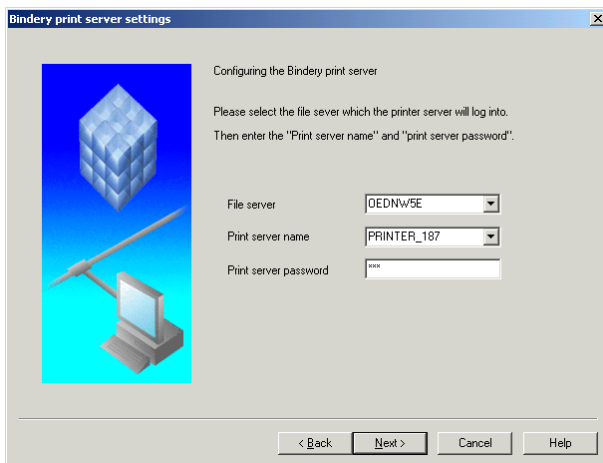 Bindery print server settings
Configuring the Bindery print server
Please select the file sever which the printer server will log into.
Then enter the "Print server name" and "print server password".
File server
OEDNW5E
Print server name
PRINTER_187
Print server password
×××
< Back
Next >
Cancel
Help